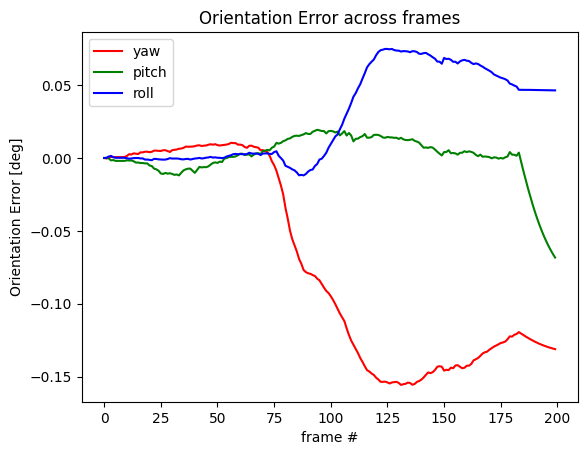 Orientation Error across frames
yaw
pitch
roll
Orientation Error [deg]
0.05
0.00
−0.05
−0.10
−0.15
0 25 50 75 100 125 150 175 200
frame #